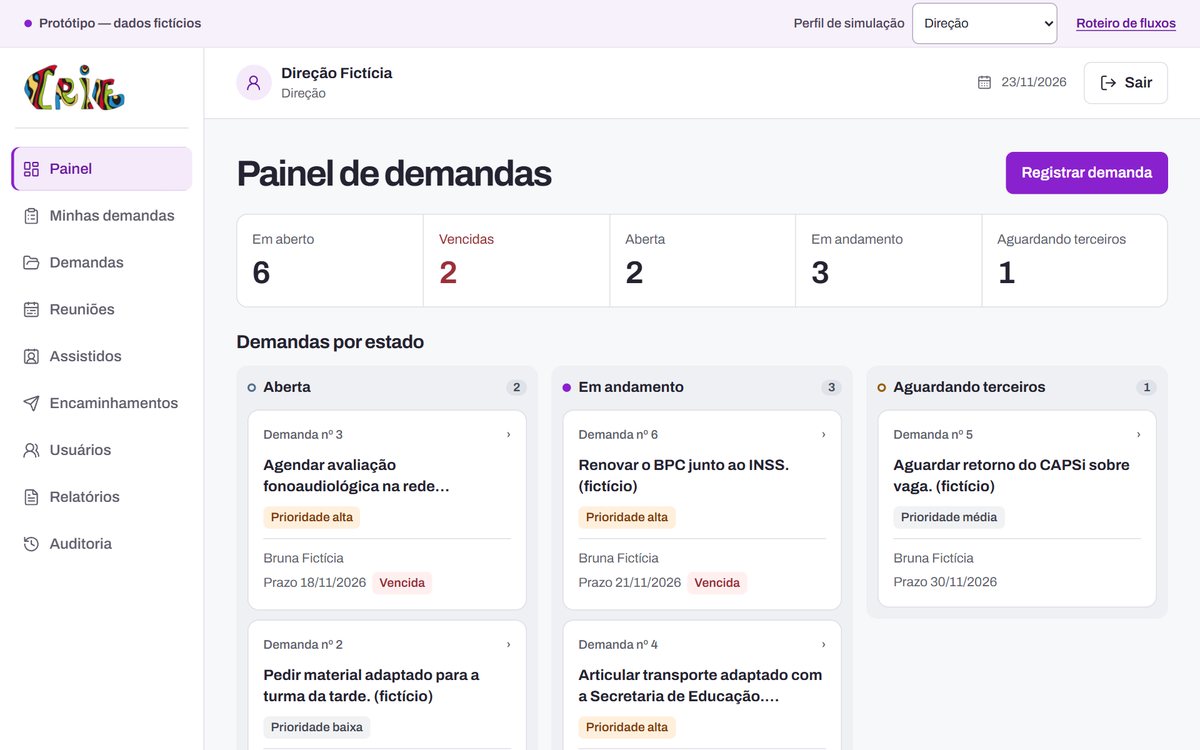 Protótipo — dados fictícios
Perfil de simulação
Direção
Roteiro de fluxos
CRIE
Direção Fictícia
Direção
23/11/2026
Sair
Painel
Minhas demandas
Demandas
Reuniões
Assistidos
Encaminhamentos
Usuários
Relatórios
Auditoria
Painel de demandas
Registrar demanda
Em aberto
6
Vencidas
2
Aberta
2
Em andamento
3
Aguardando terceiros
1
Demandas por estado
Aberta
2
Demanda nº 3
Agendar avaliação
fonoaudiológica na rede…
Prioridade alta
Bruna Fictícia
Prazo 18/11/2026 Vencida
Demanda nº 2
Pedir material adaptado para a
turma da tarde. (fictício)
Prioridade baixa
Em andamento
3
Demanda nº 6
Renovar o BPC junto ao INSS.
(fictício)
Prioridade alta
Bruna Fictícia
Prazo 21/11/2026 Vencida
Demanda nº 4
Articular transporte adaptado com
a Secretaria de Educação.…
Prioridade alta
Aguardando terceiros
1
Demanda nº 5
Aguardar retorno do CAPSi sobre
vaga. (fictício)
Prioridade média
Bruna Fictícia
Prazo 30/11/2026